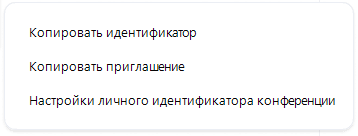 Копировать идентификатор
Копировать приглашение
Настройки личного идентификатора конференции